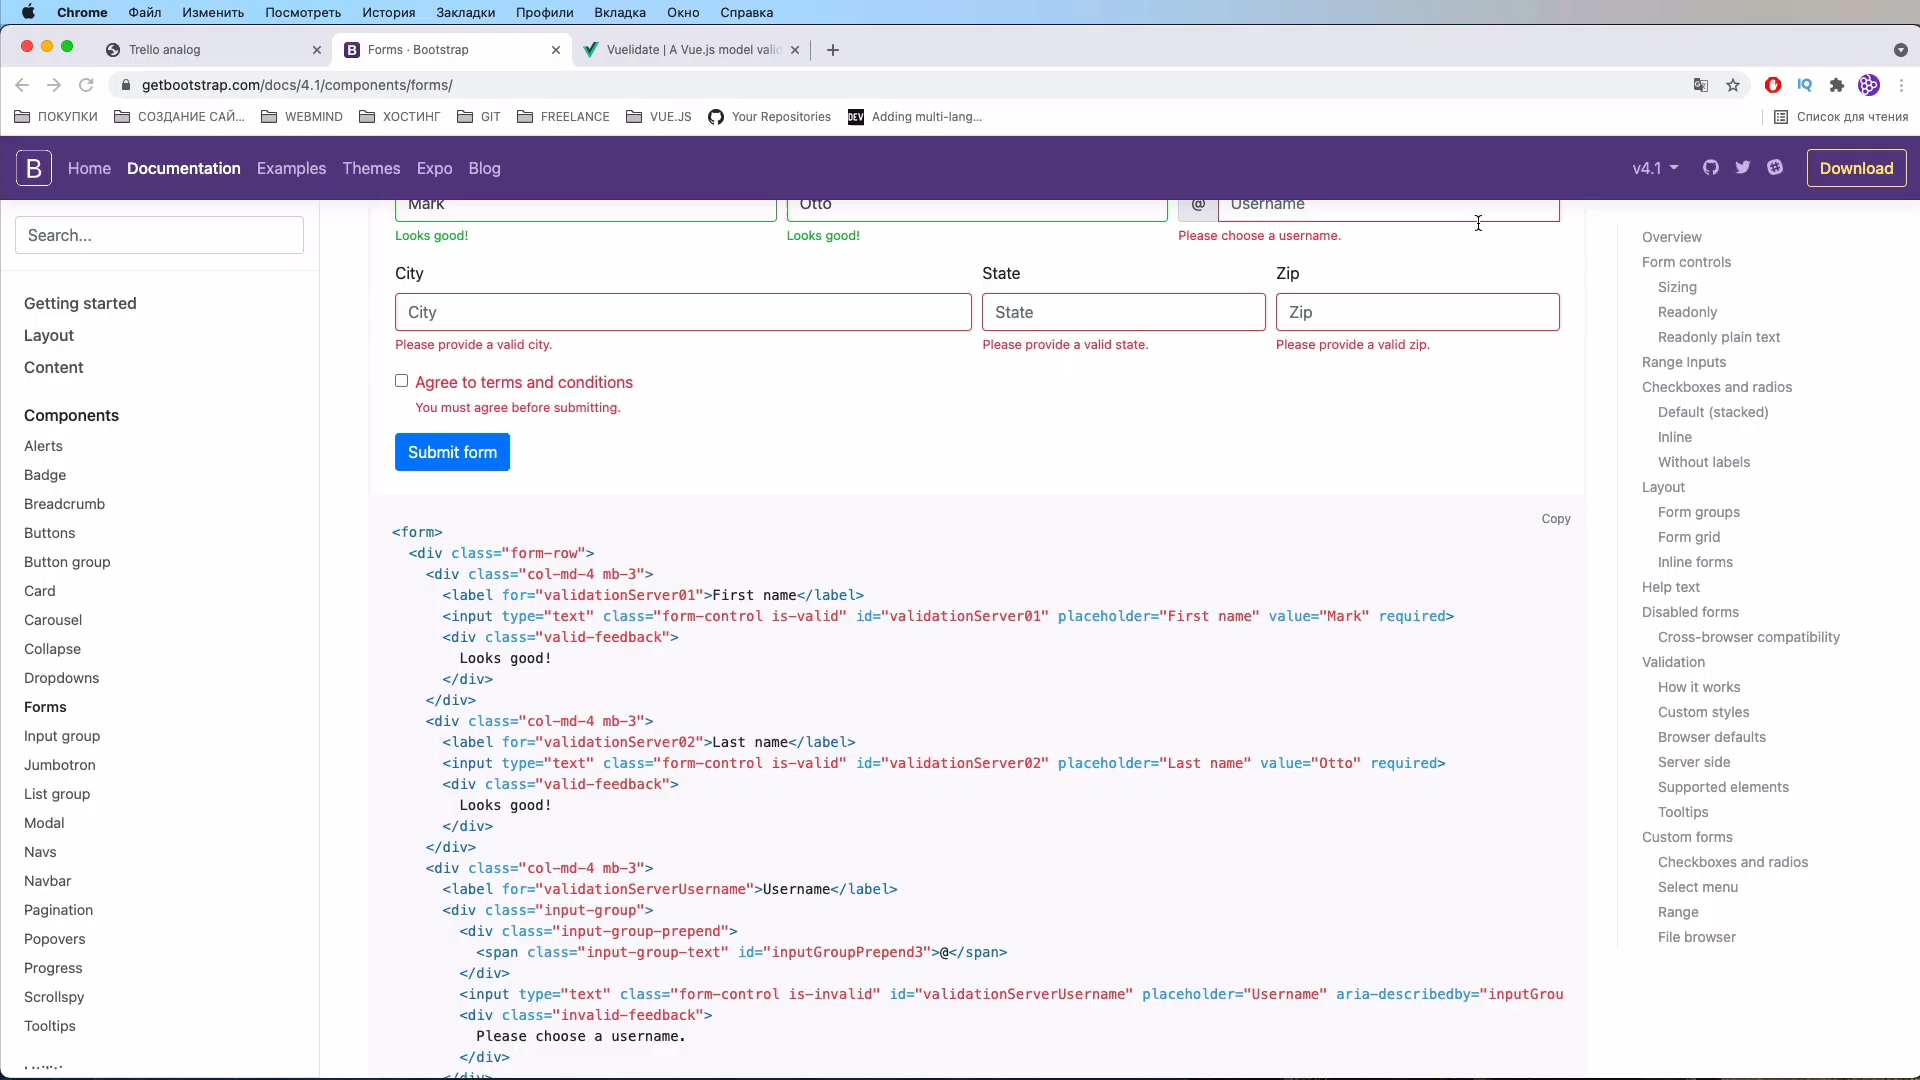 Chrome Файл Изменить Посмотреть История Закладки Профили Вкладка Окно Справка
Trello analog
Forms · Bootstrap
Vuelidate | A Vue.js model valid
getbootstrap.com/docs/4.1/components/forms/
ПОКУПКИ СОЗДАНИЕ САЙ... WEBMIND ХОСТИНГ GIT FREELANCE VUE.JS Your Repositories DEV Adding multi-lang... Список для чтения
B Home Documentation Examples Themes Expo Blog v4.1 Download
Search...
Getting started
Layout
Content
Components
Alerts
Badge
Breadcrumb
Buttons
Button group
Card
Carousel
Collapse
Dropdowns
Forms
Input group
Jumbotron
List group
Modal
Navs
Navbar
Pagination
Popovers
Progress
Scrollspy
Tooltips
Mark Otto @ Username
Looks good! Looks good! Please choose a username.
City State Zip
City State Zip
Please provide a valid city. Please provide a valid state. Please provide a valid zip.
Agree to terms and conditions
You must agree before submitting.
Submit form
Copy
<form>
<div class="form-row">
<div class="col-md-4 mb-3">
<label for="validationServer01">First name</label>
<input type="text" class="form-control is-valid" id="validationServer01" placeholder="First name" value="Mark" required>
<div class="valid-feedback">
Looks good!
</div>
</div>
<div class="col-md-4 mb-3">
<label for="validationServer02">Last name</label>
<input type="text" class="form-control is-valid" id="validationServer02" placeholder="Last name" value="Otto" required>
<div class="valid-feedback">
Looks good!
</div>
</div>
<div class="col-md-4 mb-3">
<label for="validationServerUsername">Username</label>
<div class="input-group">
<div class="input-group-prepend">
<span class="input-group-text" id="inputGroupPrepend3">@</span>
</div>
<input type="text" class="form-control is-invalid" id="validationServerUsername" placeholder="Username" aria-describedby="inputGrou
<div class="invalid-feedback">
Please choose a username.
</div>
Overview
Form controls
Sizing
Readonly
Readonly plain text
Range Inputs
Checkboxes and radios
Default (stacked)
Inline
Without labels
Layout
Form groups
Form grid
Inline forms
Help text
Disabled forms
Cross-browser compatibility
Validation
How it works
Custom styles
Browser defaults
Server side
Supported elements
Tooltips
Custom forms
Checkboxes and radios
Select menu
Range
File browser